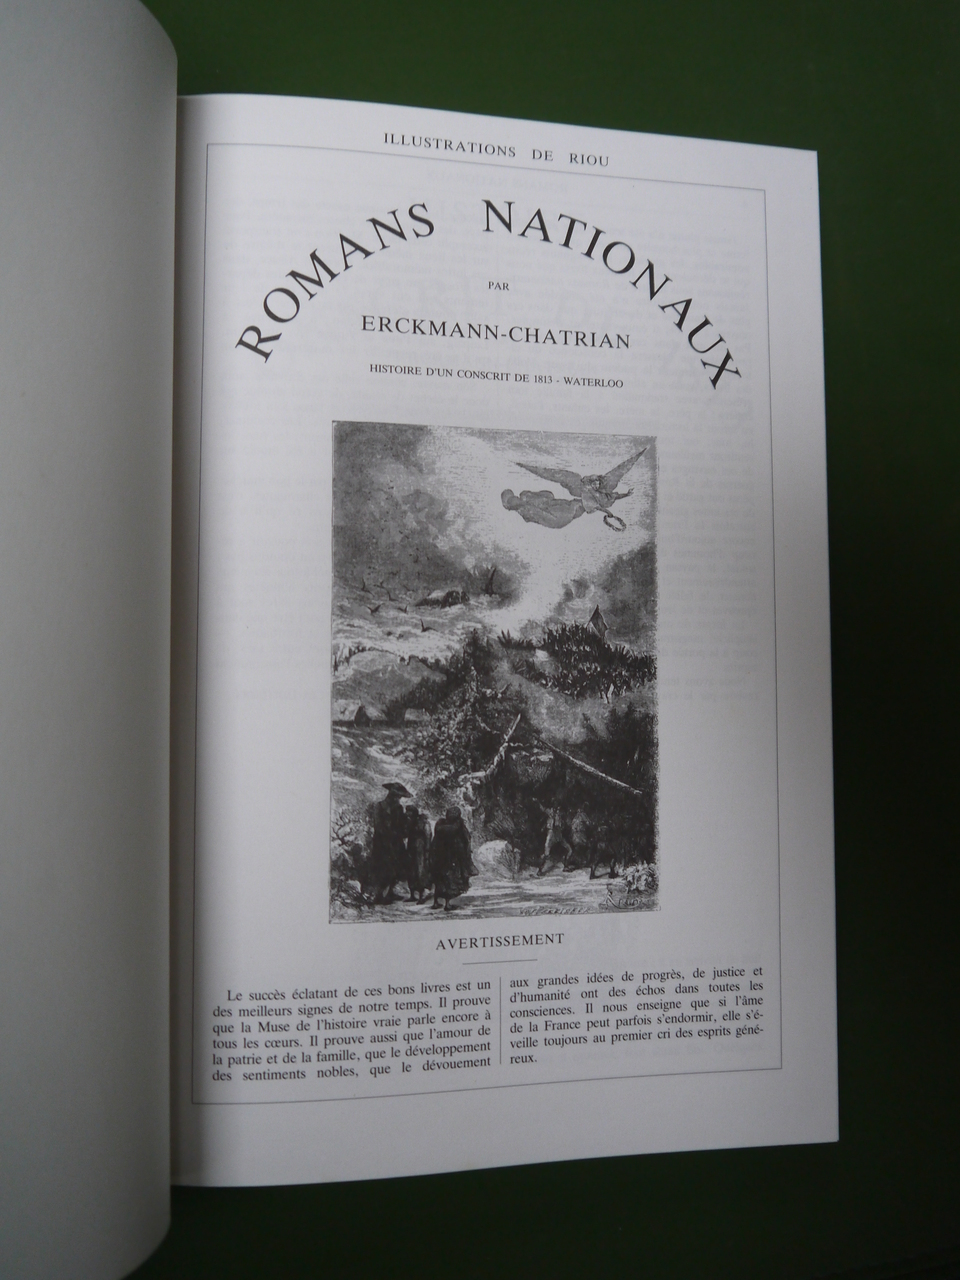 ILLUSTRATIONS DE RIOU
ROMANS NATIONAUX
PAR
ERCKMANN-CHATRIAN
HISTOIRE D'UN CONSCRIT DE 1813 - WATERLOO
AVERTISSEMENT
Le succès éclatant de ces bons livres est un
des meilleurs signes de notre temps. Il prouve
que la Muse de l'histoire vraie parle encore à
tous les cœurs. Il prouve aussi que l'amour de
la patrie et de la famille, que le développement
des sentiments nobles, que le dévouement
aux grandes idées de progrès, de justice et
d'humanité ont des échos dans toutes les
consciences. Il nous enseigne que si l'âme
de la France peut parfois s'endormir, elle s'é-
veille toujours au premier cri des esprits géné-
reux.